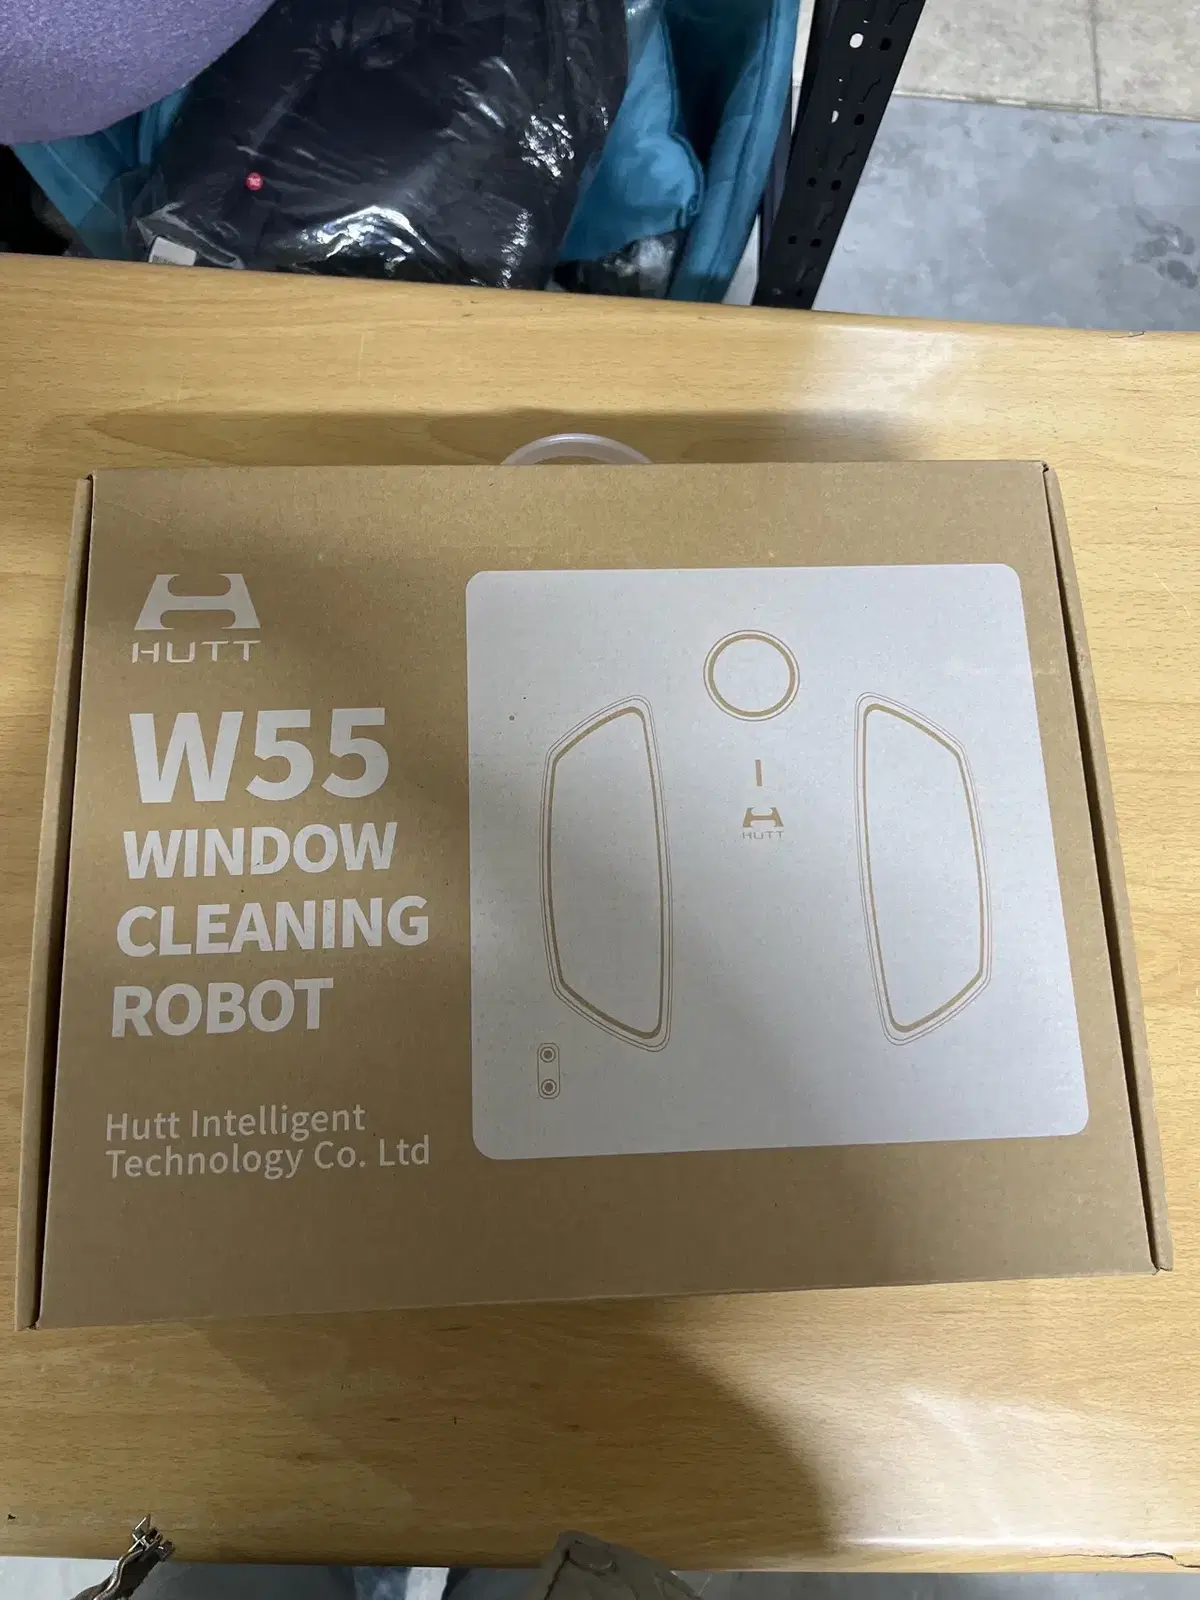 HUTT
W55
WINDOW
CLEANING
ROBOT
Hutt Intelligent
Technology Co. Ltd
HUTT